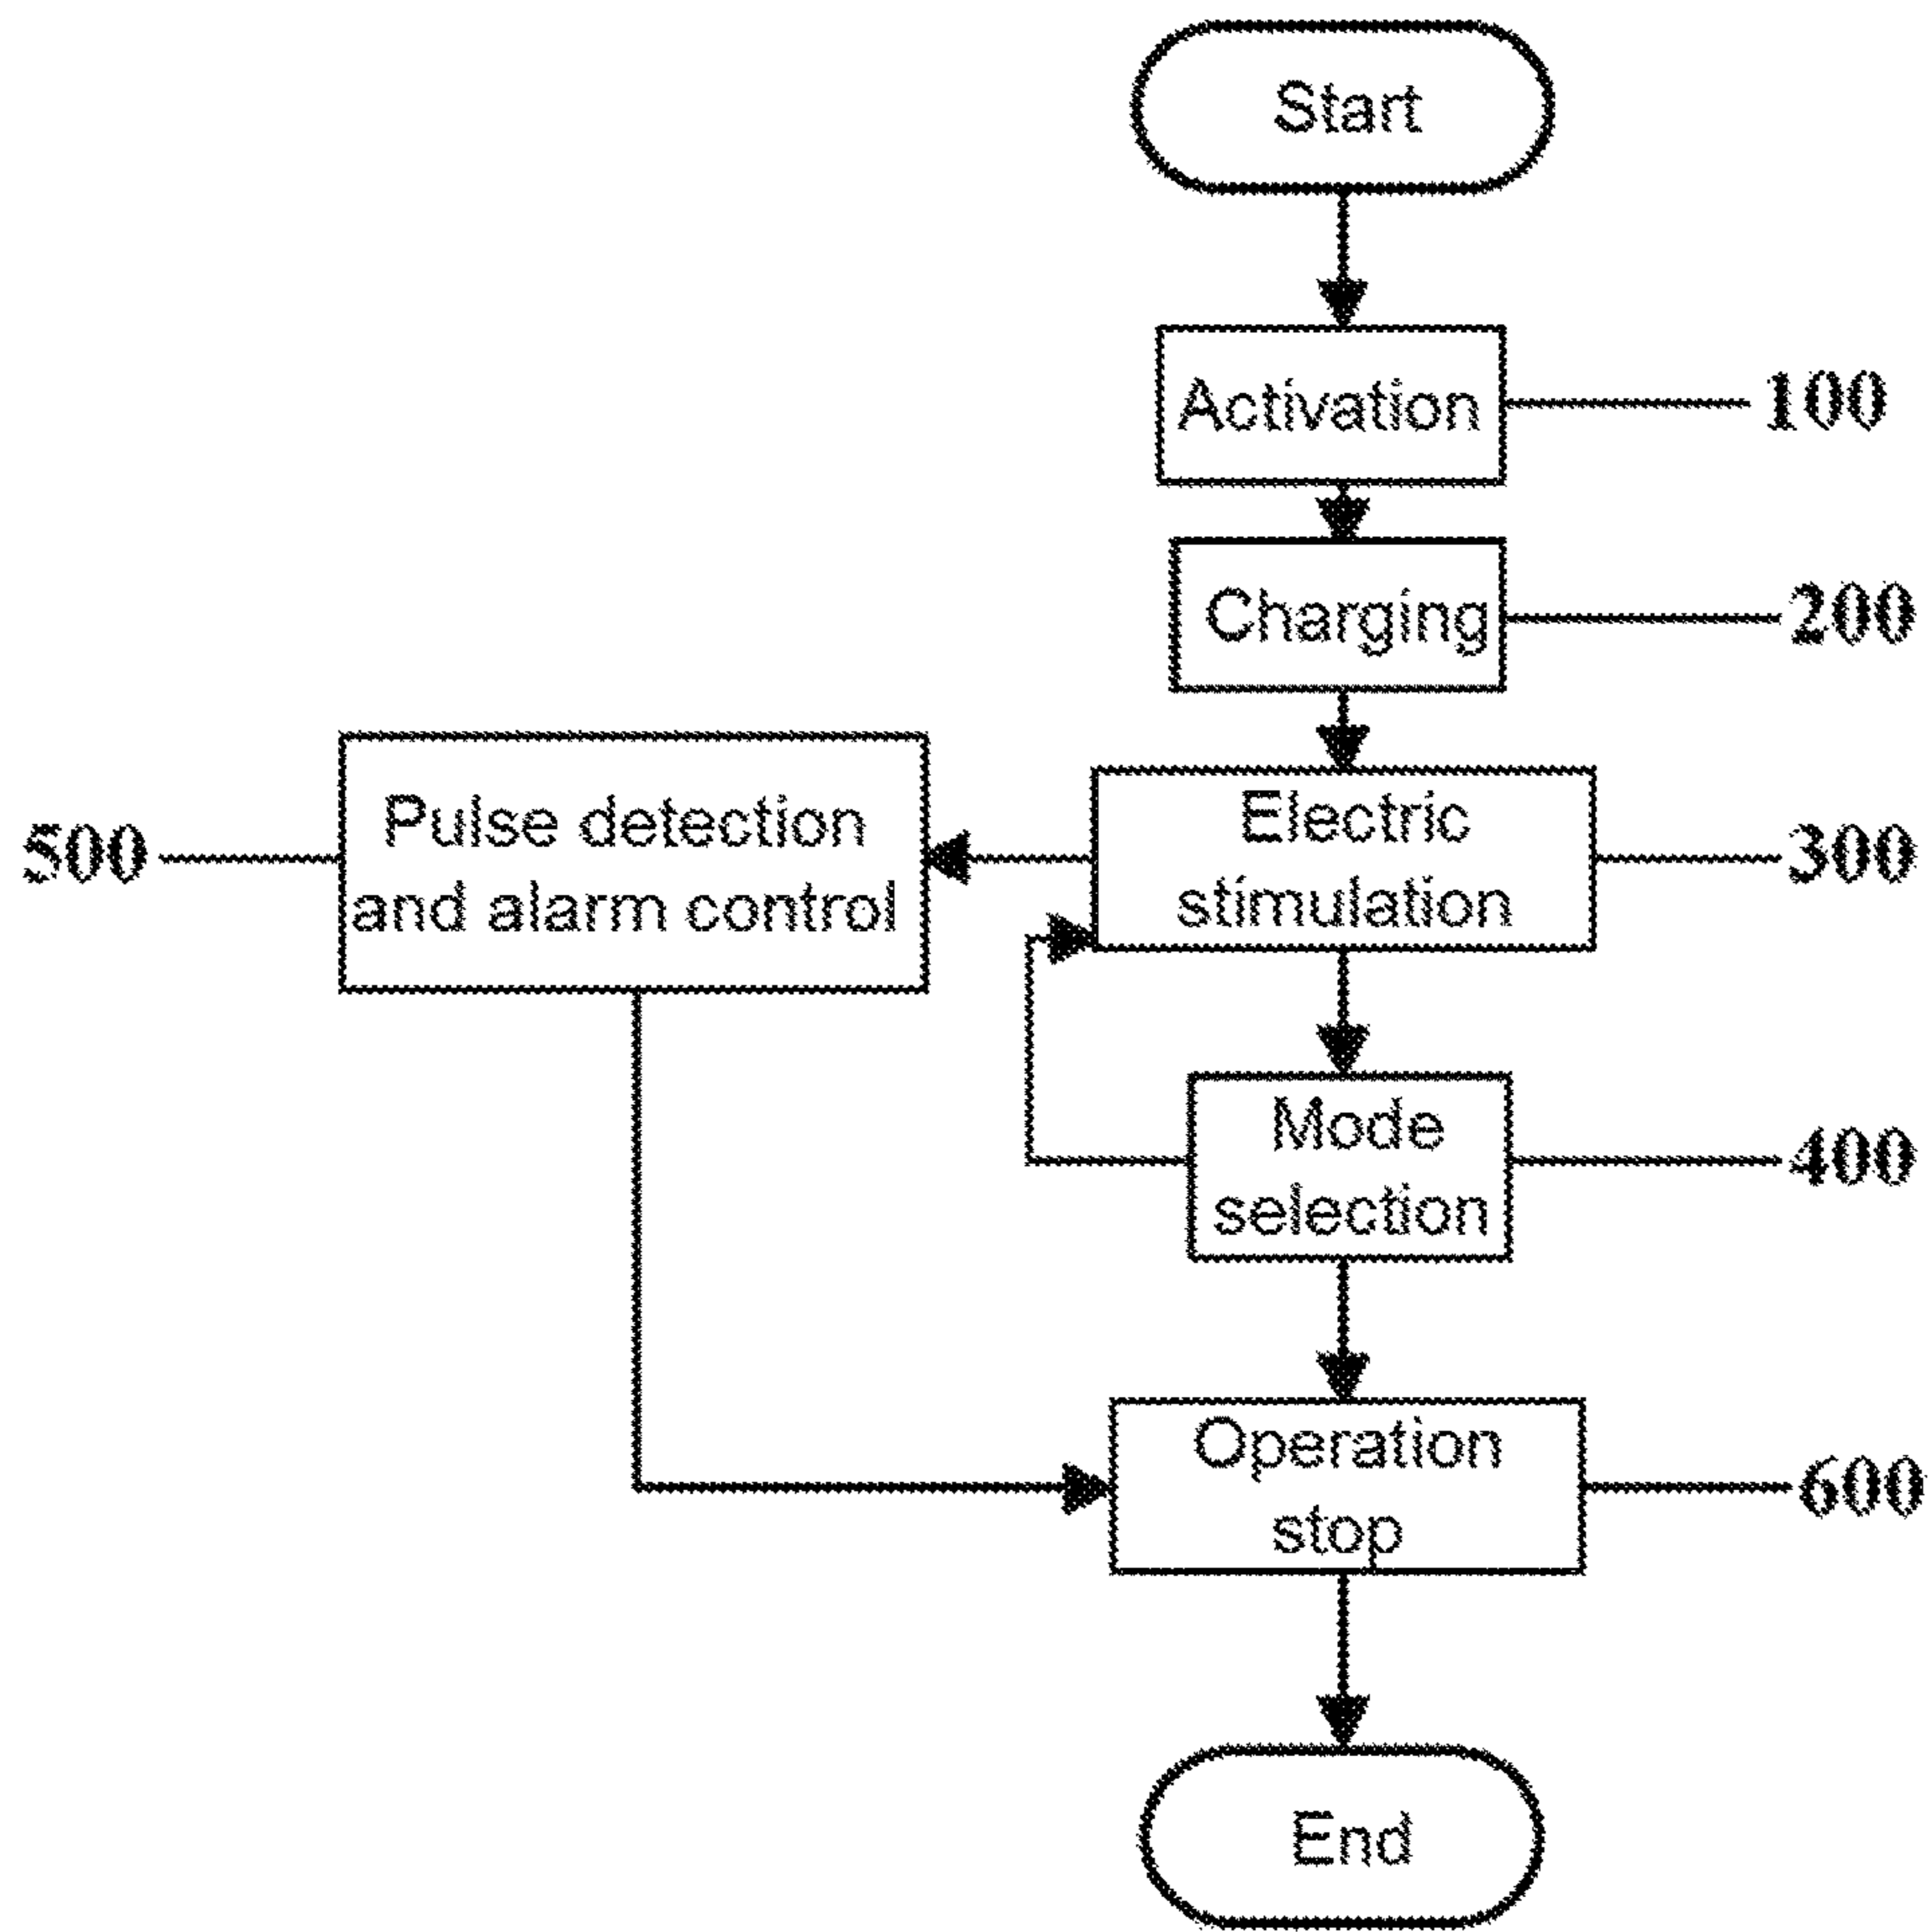 Start
Activation
100
Charging
200
Pulse detection
and alarm control
500
Electric
stimulation
300
Mode
selection
400
Operation
stop
600
End